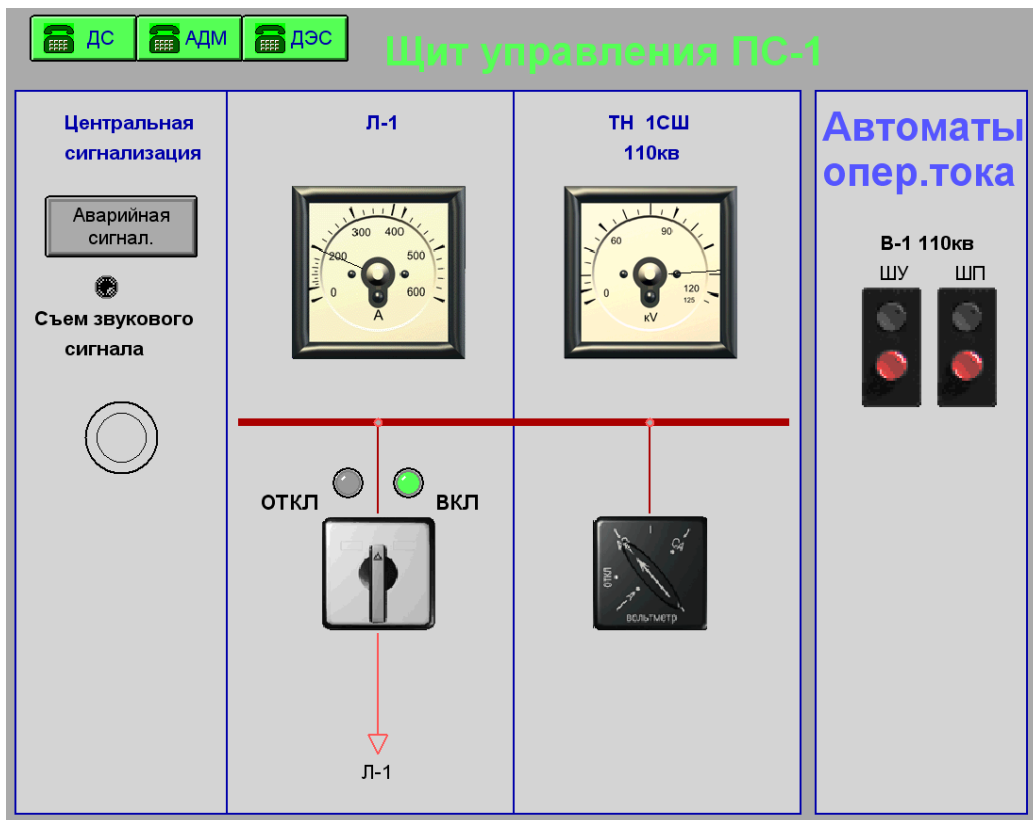 ДС АДМ ДЭС
Щит управления ПС-1
Центральная
сигнализация
Аварийная
сигнал.
Съем звукового
сигнала
Л-1
300 400
200 500
0 600
A
ОТКЛ ВКЛ
Л-1
ТН 1СШ
110кв
60 90
0 120
125
кV
ОТКЛ
вольтметр
Автоматы
опер.тока
В-1 110кв
ШУ ШП